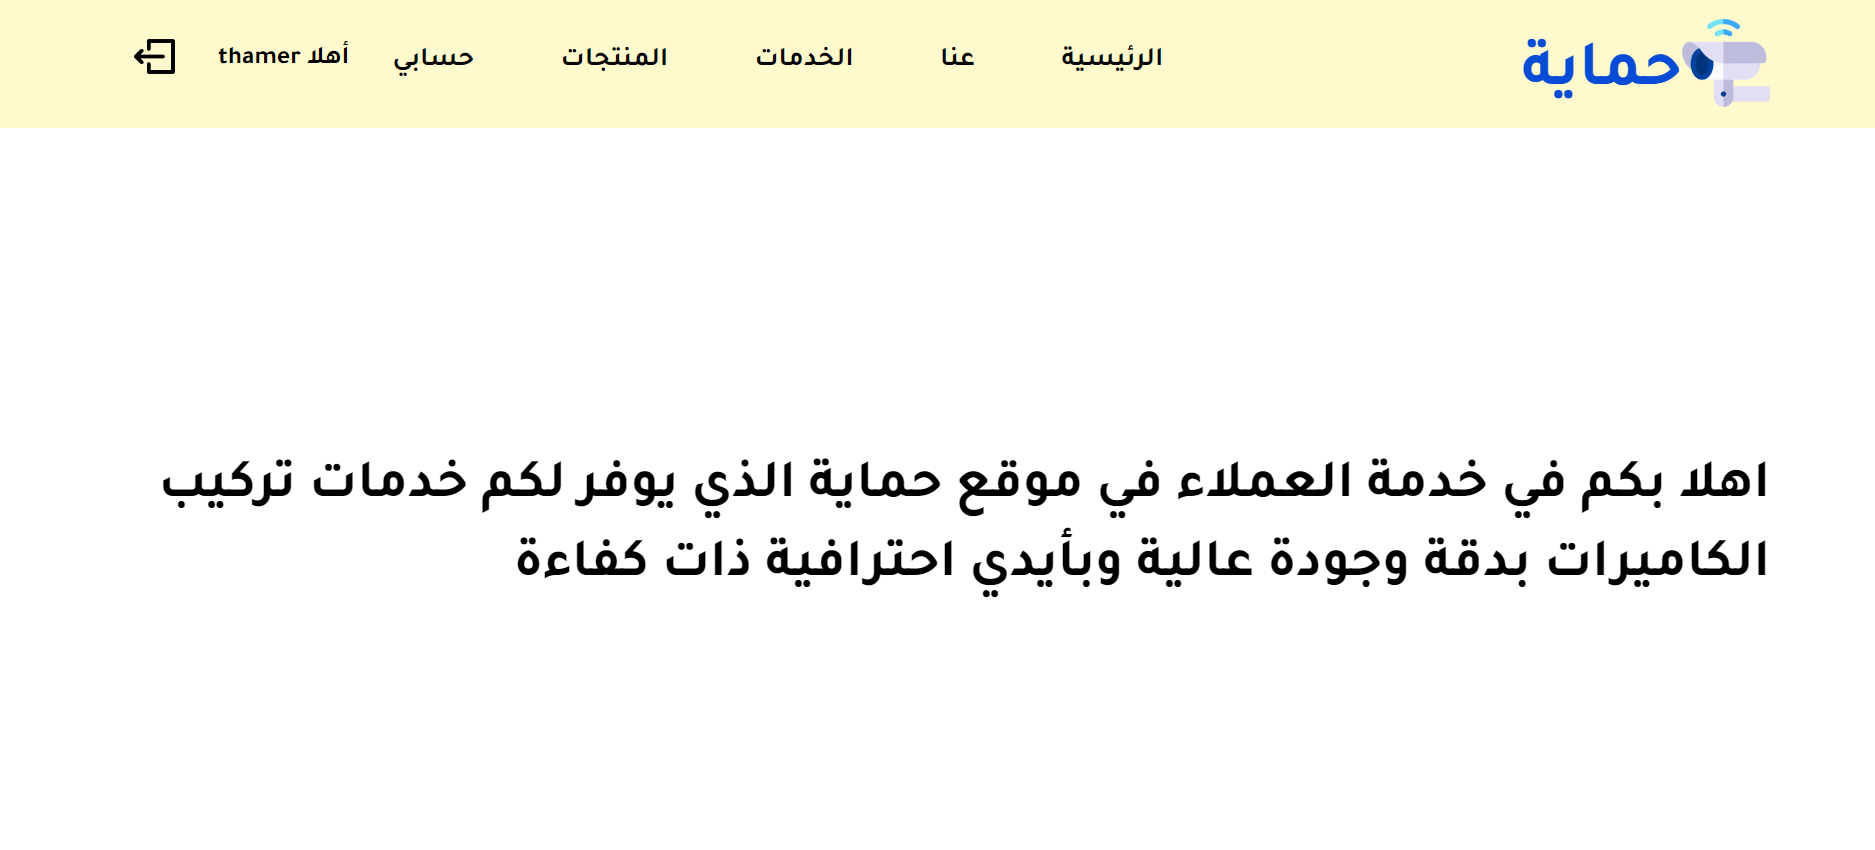 حماية
الرئيسية
عنا
الخدمات
المنتجات
حسابي
أهلا thamer
اهلا بكم في خدمة العملاء في موقع حماية الذي يوفر لكم خدمات تركيب
الكاميرات بدقة وجودة عالية وبأيدي احترافية ذات كفاءة